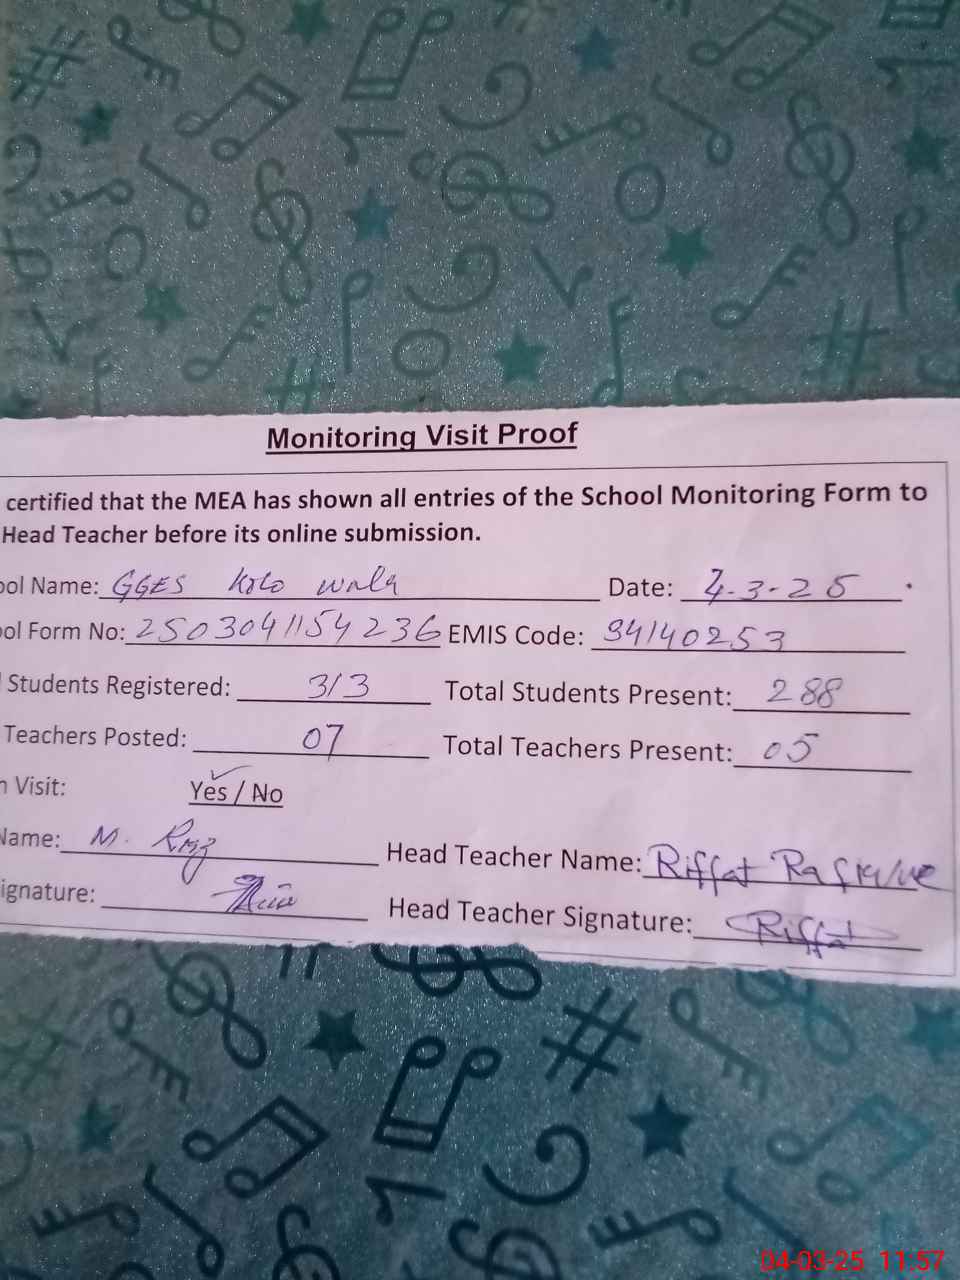 Monitoring Visit Proof
certified that the MEA has shown all entries of the School Monitoring Form to
Head Teacher before its online submission.
ool Name: GGES Kolo wala Date: 4-3-25
ool Form No: 2503041154236 EMIS Code: 34140253
Students Registered: 313 Total Students Present: 288
Teachers Posted: 07 Total Teachers Present: 05
n Visit: Yes / No
Name: M. Head Teacher Name: Riffat
ignature: Head Teacher Signature: Riffat
04-03-25 11:57